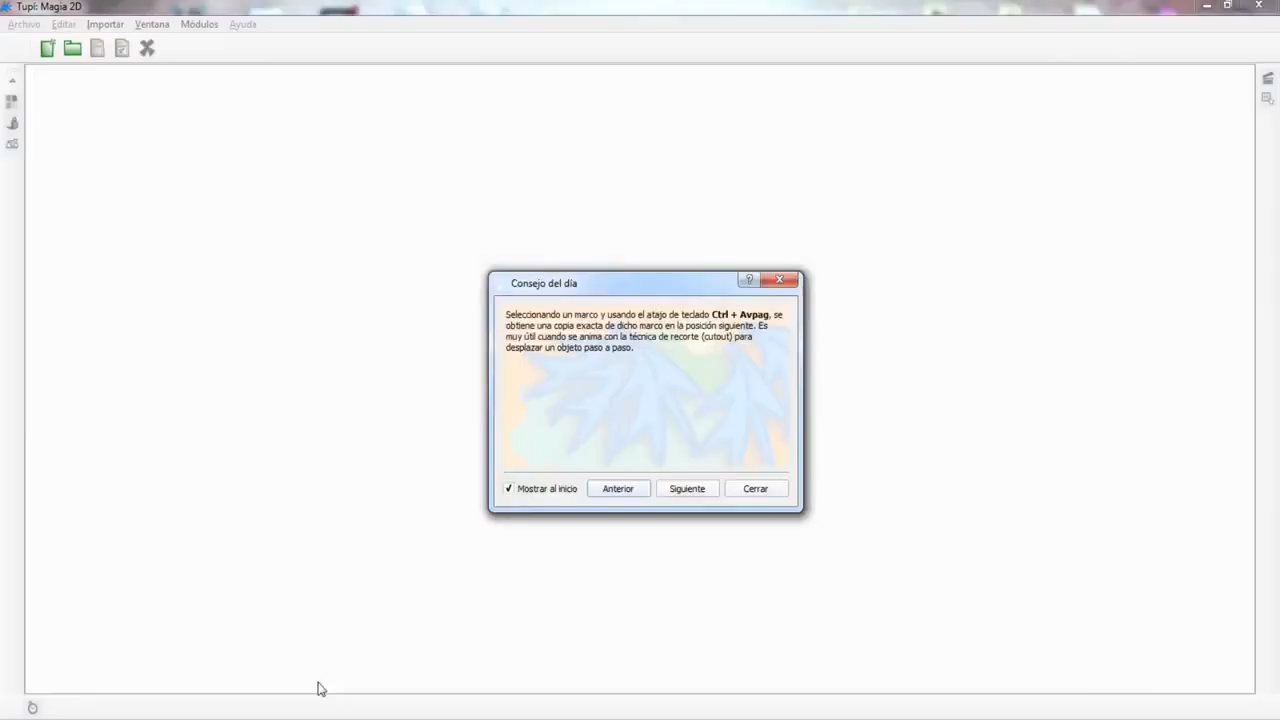 Tupi: Magia 2D
Archivo Editar Importar Ventana Módulos Ayuda
Consejo del día
Seleccionando un marco y usando el atajo de teclado Ctrl + Avpag, se
obtiene una copia exacta de dicho marco en la posición siguiente. Es
muy útil cuando se anima con la técnica de recorte (cutout) para
desplazar un objeto paso a paso.
Mostrar al inicio Anterior Siguiente Cerrar